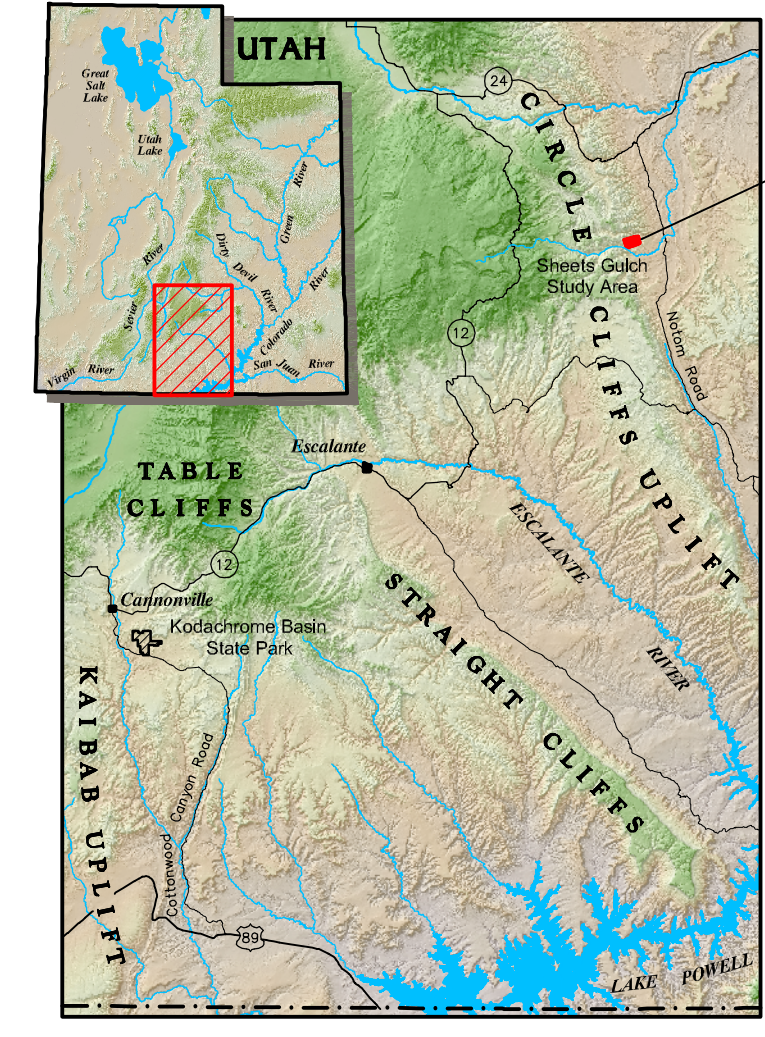 UTAH
Great
Salt
Lake
Utah
Lake
Green River
Dirty Devil River
Sevier River
Colorado River
San Juan River
Virgin River
24
CIRCLE CLIFFS UPLIFT
Sheets Gulch
Study Area
12
Notom Road
Escalante
TABLE
CLIFFS
ESCALANTE RIVER
12
Cannonville
Kodachrome Basin
State Park
STRAIGHT CLIFFS
KAIBAB UPLIFT
Cottonwood Canyon Road
89
LAKE POWELL